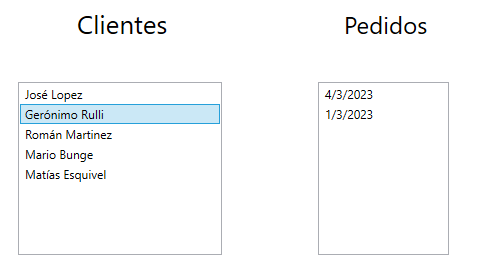 Clientes
José Lopez
Gerónimo Rulli
Román Martinez
Mario Bunge
Matías Esquivel
Pedidos
4/3/2023
1/3/2023